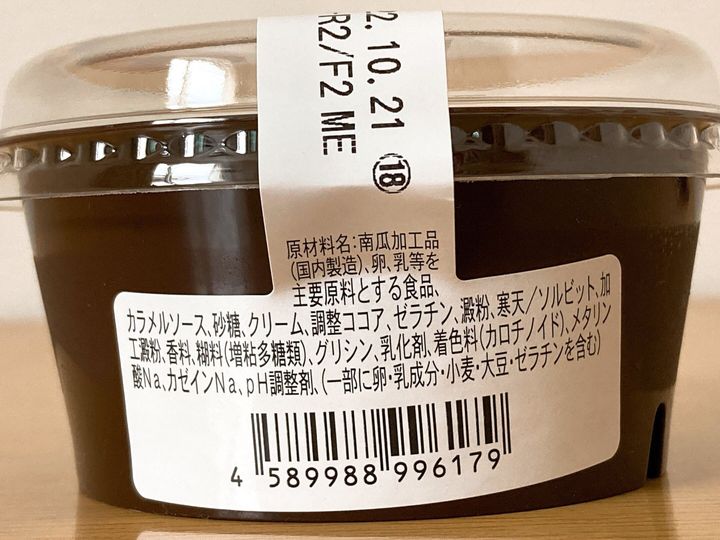 2.10.21 ⑱
R2/F2 ME
原材料名:南瓜加工品
(国内製造)、卵、乳等を
主要原料とする食品、
カラメルソース、砂糖、クリーム、調整ココア、ゼラチン、澱粉、寒天/ソルビット、加
工澱粉、香料、糊料(増粘多糖類)、グリシン、乳化剤、着色料(カロチノイド)、メタリン
酸Na、カゼインNa、pH調整剤、(一部に卵・乳成分・小麦・大豆・ゼラチンを含む)
4 589988 996179